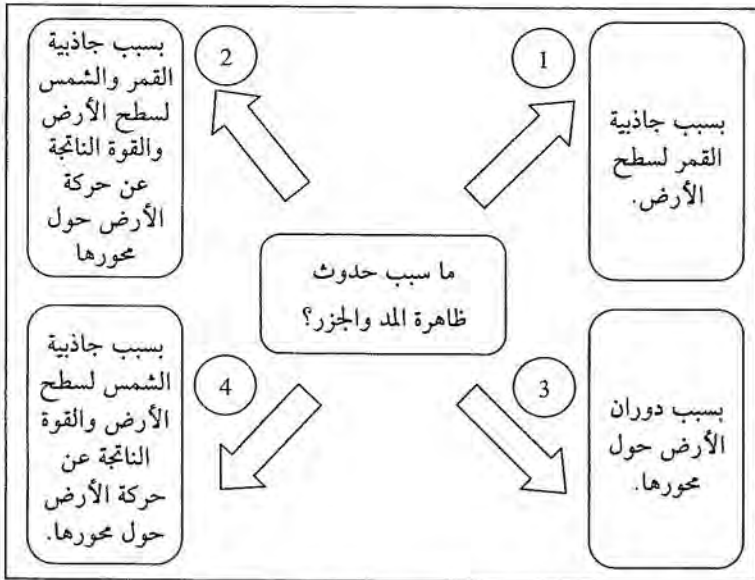 1
بسبب جاذبية
القمر لسطح
الأرض.
2
بسبب جاذبية
القمر والشمس
لسطح الأرض
والقوة الناتجة
عن حركة
الأرض حول
محورها
ما سبب حدوث
ظاهرة المد والجزر؟
3
بسبب دوران
الأرض حول
محورها.
4
بسبب جاذبية
الشمس لسطح
الأرض والقوة
الناتجة عن
حركة الأرض
حول محورها.